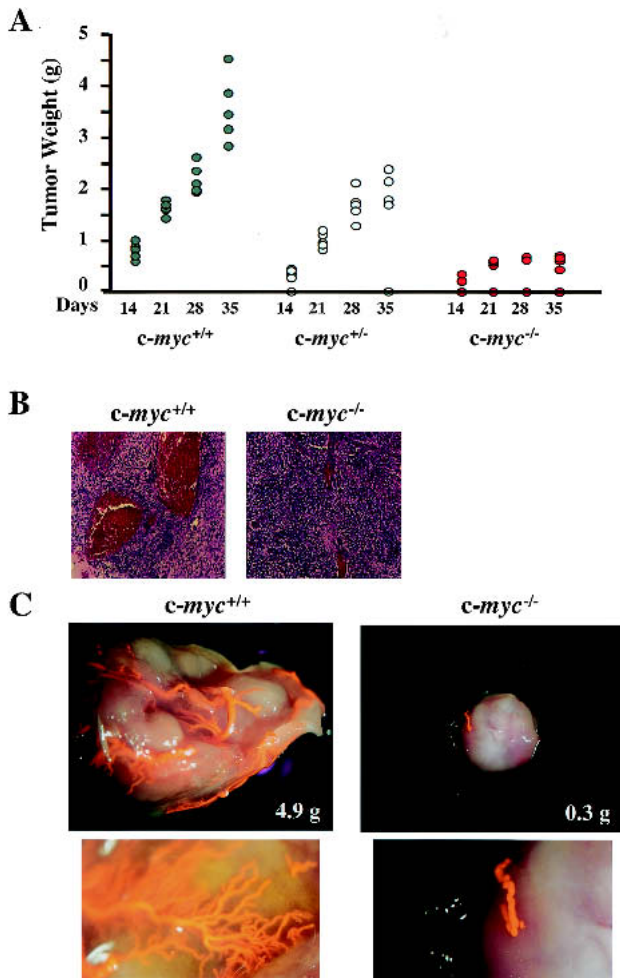 A
Tumor Weight (g)
5
4
3
2
1
0
Days 14 21 28 35 14 21 28 35 14 21 28 35
c-myc+/+ c-myc+/- c-myc-/-
B
c-myc+/+ c-myc-/-
C
c-myc+/+ c-myc-/-
4.9 g 0.3 g